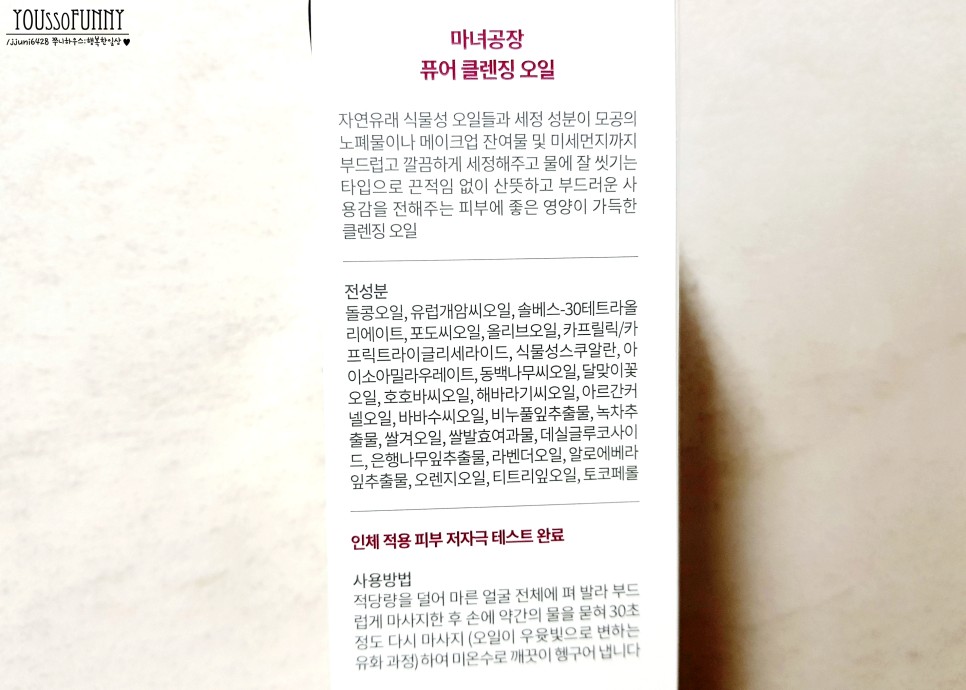 YOUssoFUNNY
/jjuni6428 쭈니하우스:행복한일상♥
마녀공장
퓨어 클렌징 오일
자연유래 식물성 오일들과 세정 성분이 모공의
노폐물이나 메이크업 잔여물 및 미세먼지까지
부드럽고 깔끔하게 세정해주고 물에 잘 씻기는
타입으로 끈적임 없이 산뜻하고 부드러운 사
용감을 전해주는 피부에 좋은 영양이 가득한
클렌징 오일
전성분
돌콩오일, 유럽개암씨오일, 솔베스-30테트라올
리에이트, 포도씨오일, 올리브오일, 카프릴릭/카
프릭트라이글리세라이드, 식물성스쿠알란, 아
이소아밀라우레이트, 동백나무씨오일, 달맞이꽃
오일, 호호바씨오일, 해바라기씨오일, 아르간커
넬오일, 바바수씨오일, 비누풀잎추출물, 녹차추
출물, 쌀겨오일, 쌀발효여과물, 데실글루코사이
드, 은행나무잎추출물, 라벤더오일, 알로에베라
잎추출물, 오렌지오일, 티트리잎오일, 토코페롤
인체 적용 피부 저자극 테스트 완료
사용방법
적당량을 덜어 마른 얼굴 전체에 펴 발라 부드
럽게 마사지한 후 손에 약간의 물을 묻혀 30초
정도 다시 마사지 (오일이 우윳빛으로 변하는
유화 과정)하여 미온수로 깨끗이 헹구어 냅니다